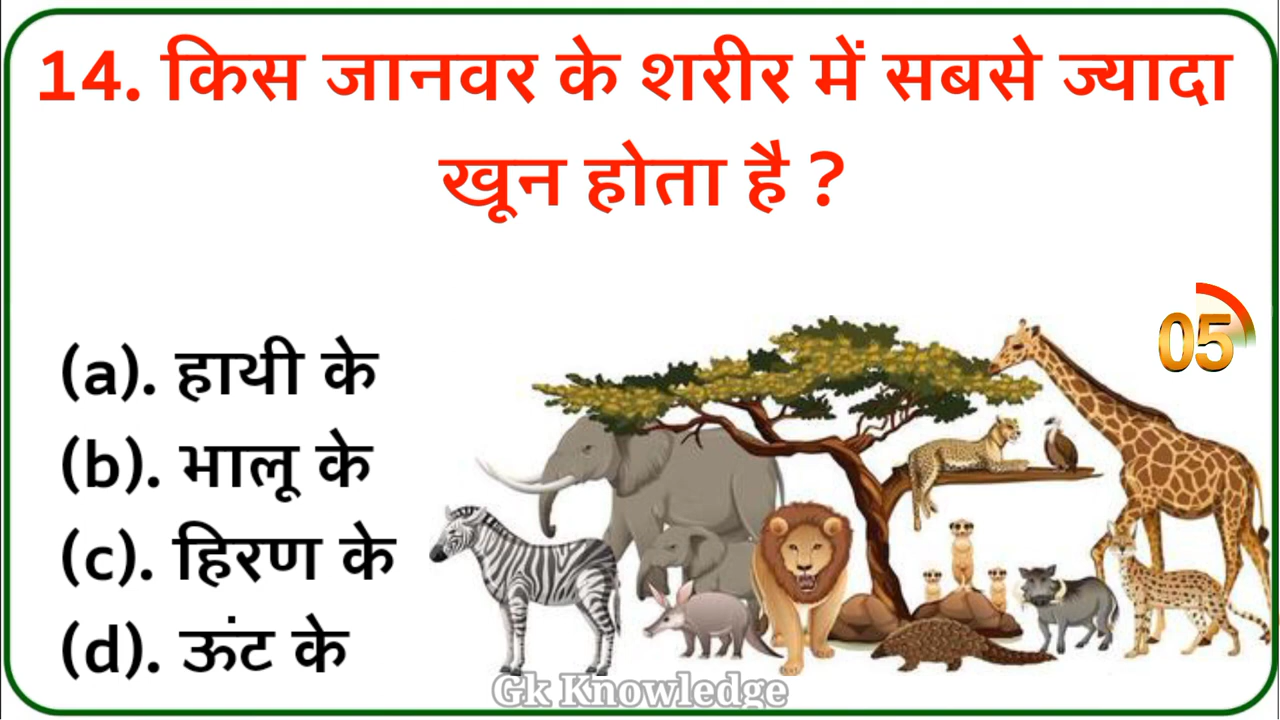 14. किस जानवर के शरीर में सबसे ज्यादा
खून होता है ?
05
(a). हाथी के
(b). भालू के
(c). हिरण के
(d). ऊंट के
Gk Knowledge